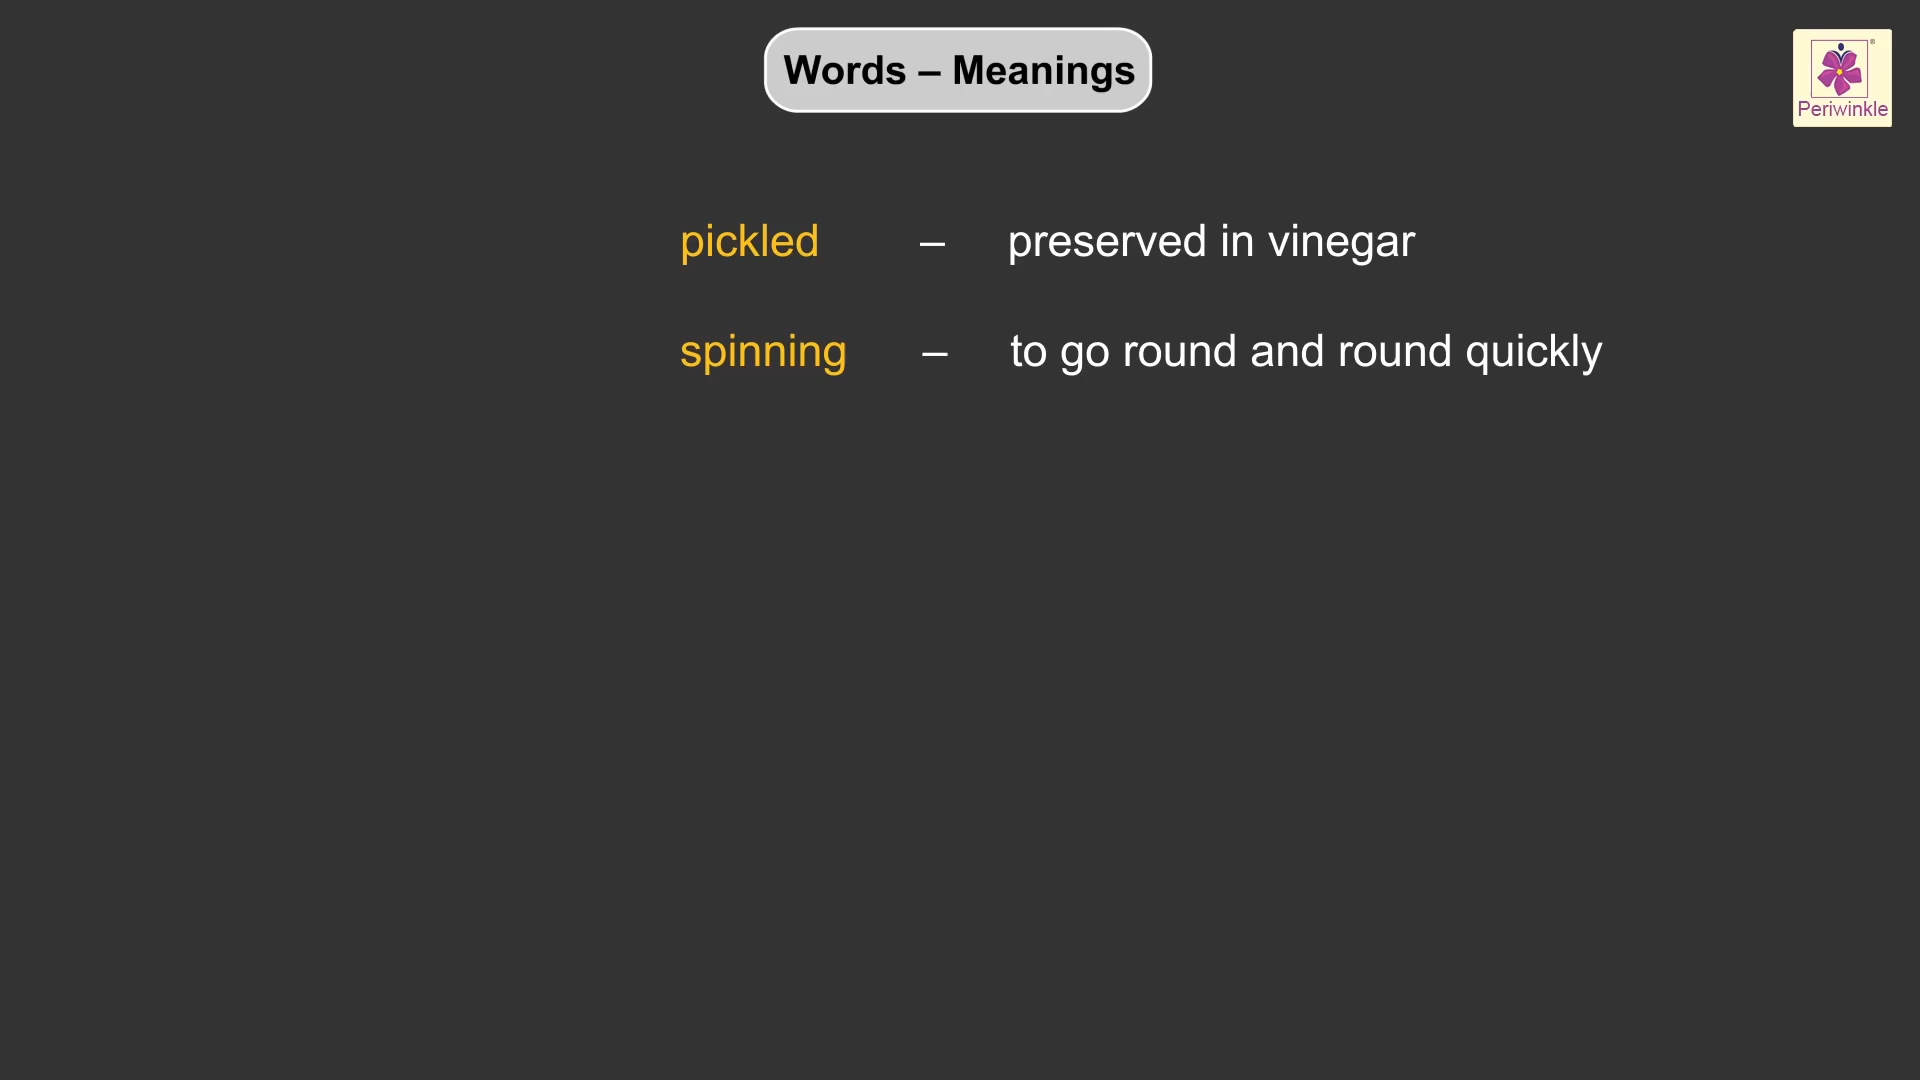 Words – Meanings
Periwinkle
pickled – preserved in vinegar
spinning – to go round and round quickly